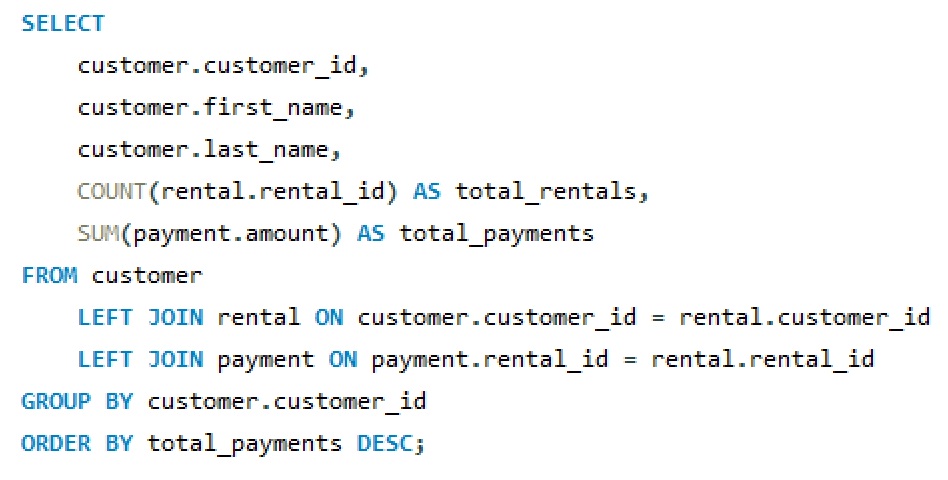 SELECT
    customer.customer_id,
    customer.first_name,
    customer.last_name,
    COUNT(rental.rental_id) AS total_rentals,
    SUM(payment.amount) AS total_payments
FROM customer
    LEFT JOIN rental ON customer.customer_id = rental.customer_id
    LEFT JOIN payment ON payment.rental_id = rental.rental_id
GROUP BY customer.customer_id
ORDER BY total_payments DESC;